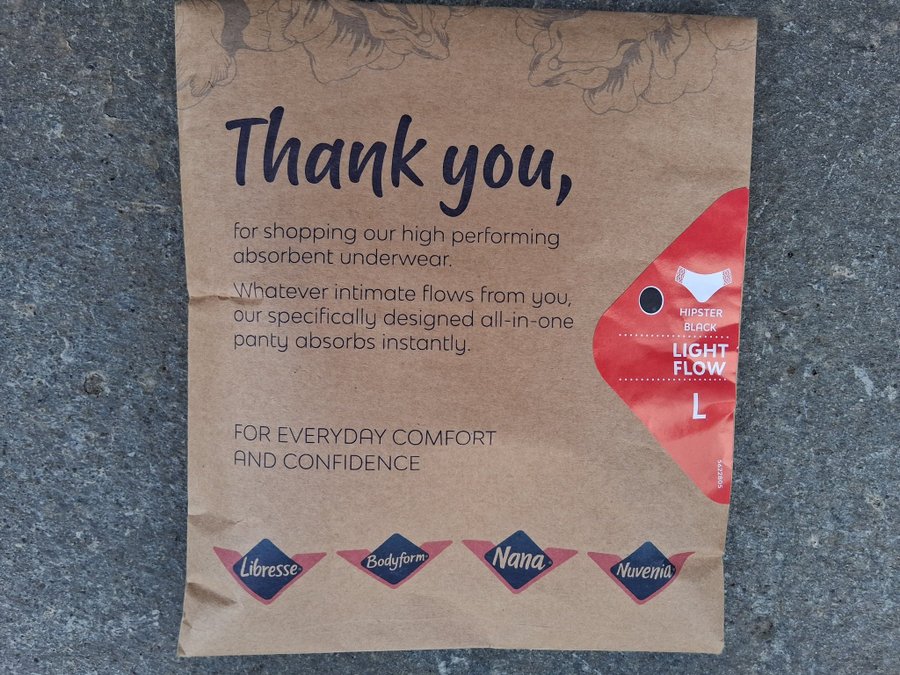 Thank you,
for shopping our high performing
absorbent underwear.
Whatever intimate flows from you,
our specifically designed all-in-one
panty absorbs instantly.
FOR EVERYDAY COMFORT
AND CONFIDENCE
HIPSTER
BLACK
LIGHT
FLOW
L
5622805
Libresse
Bodyform
Nana
Nuvenia